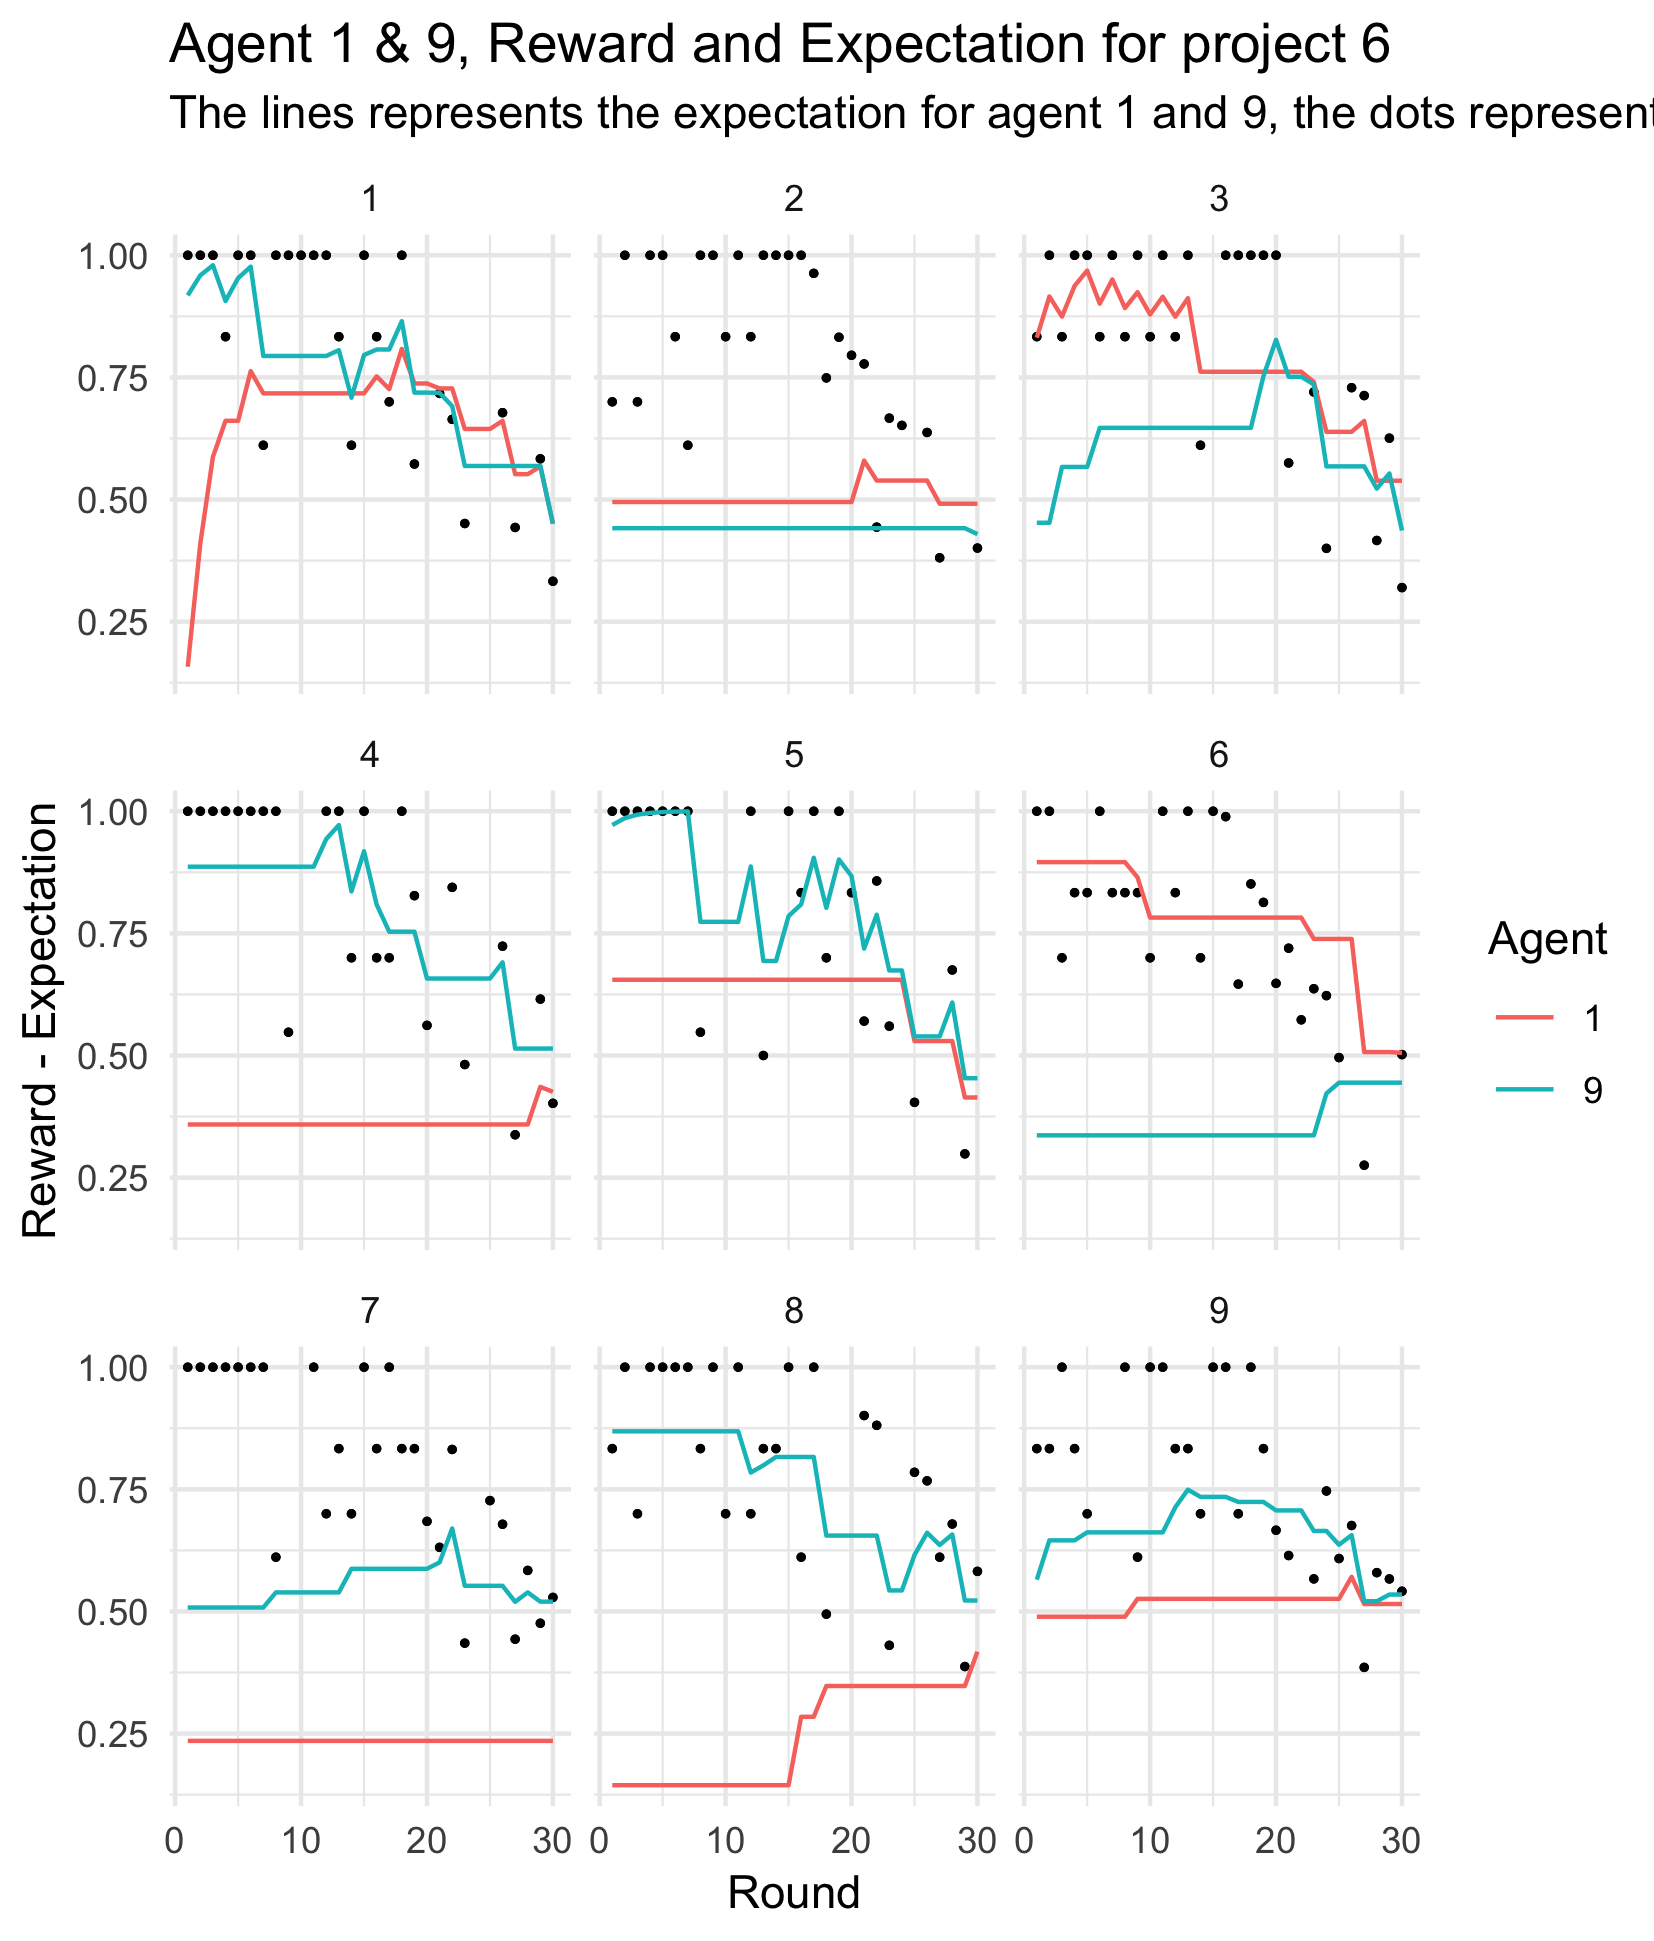 Agent 1 & 9, Reward and Expectation for project 6
The lines represents the expectation for agent 1 and 9, the dots represent
1
2
3
1.00
0.75
0.50
0.25
4
5
6
1.00
0.75
0.50
0.25
7
8
9
1.00
0.75
0.50
0.25
0 10 20 30
0 10 20 30
0 10 20 30
Round
Reward - Expectation
Agent
1
9